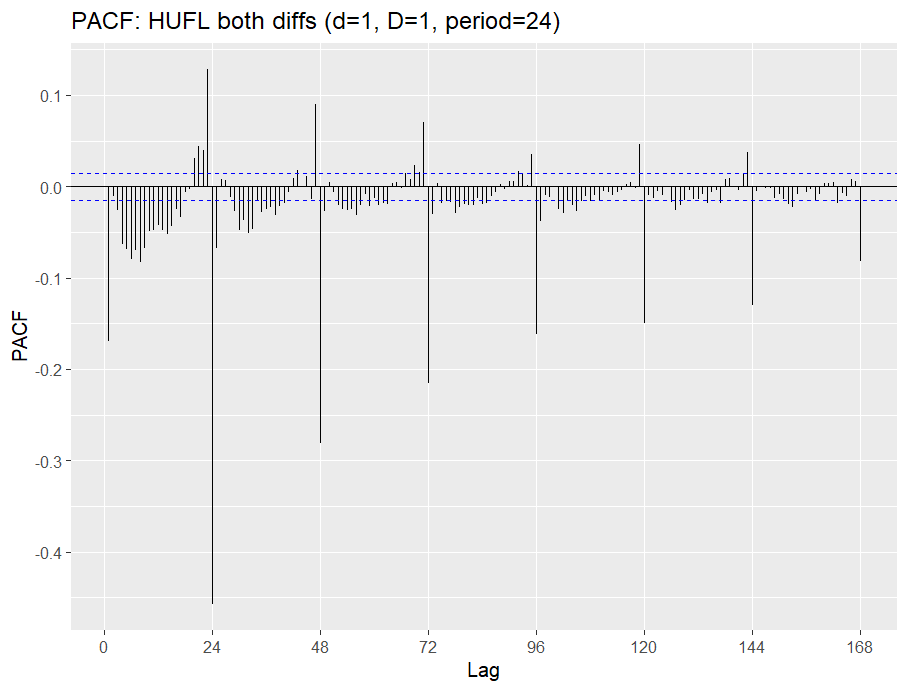 PACF: HUFL both diffs (d=1, D=1, period=24)
0.1
0.0
-0.1
-0.2
-0.3
-0.4
PACF
0 24 48 72 96 120 144 168
Lag